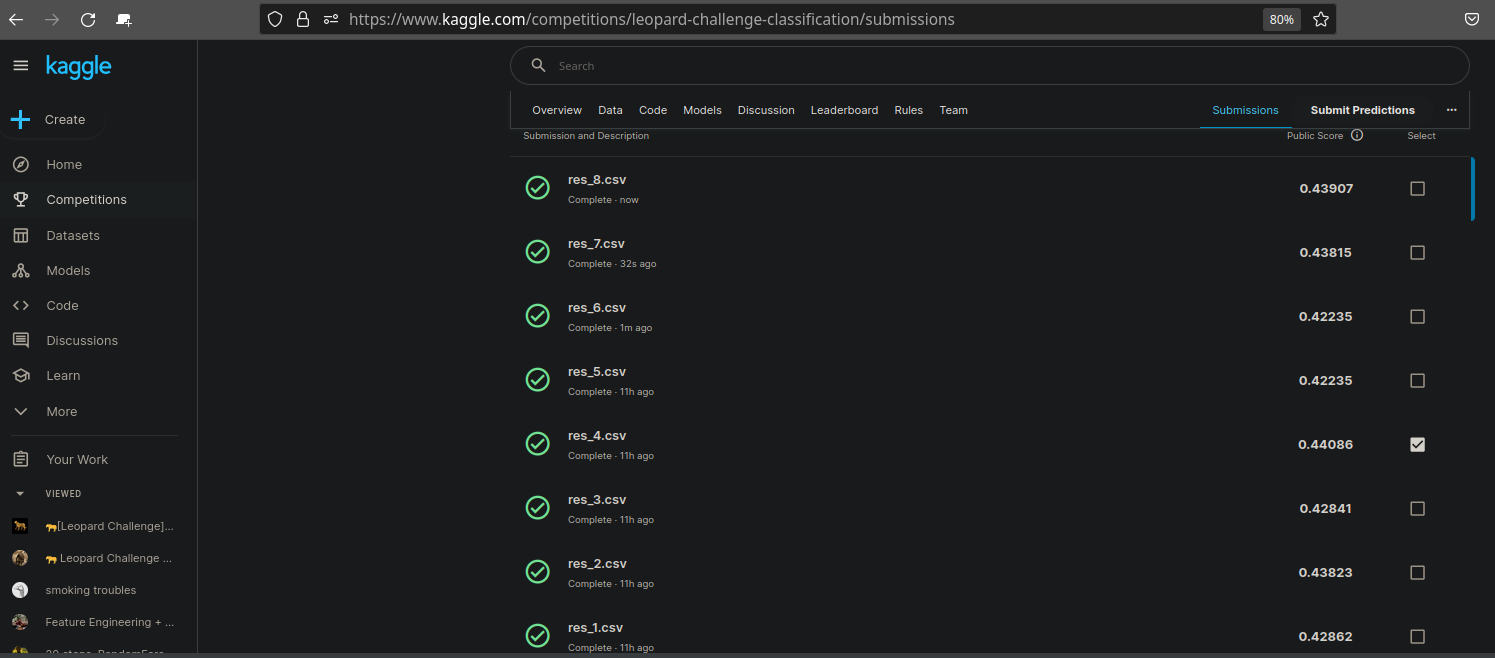 https://www.kaggle.com/competitions/leopard-challenge-classification/submissions
80%
kaggle
Create
Home
Competitions
Datasets
Models
Code
Discussions
Learn
More
Your Work
VIEWED
[Leopard Challenge]...
Leopard Challenge ...
smoking troubles
Feature Engineering + ...
Search
Overview Data Code Models Discussion Leaderboard Rules Team Submissions Submit Predictions ...
Submission and Description Public Score Select
res_8.csv 0.43907
Complete · now
res_7.csv 0.43815
Complete · 32s ago
res_6.csv 0.42235
Complete · 1m ago
res_5.csv 0.42235
Complete · 11h ago
res_4.csv 0.44086
Complete · 11h ago
res_3.csv 0.42841
Complete · 11h ago
res_2.csv 0.43823
Complete · 11h ago
res_1.csv 0.42862
Complete · 11h ago